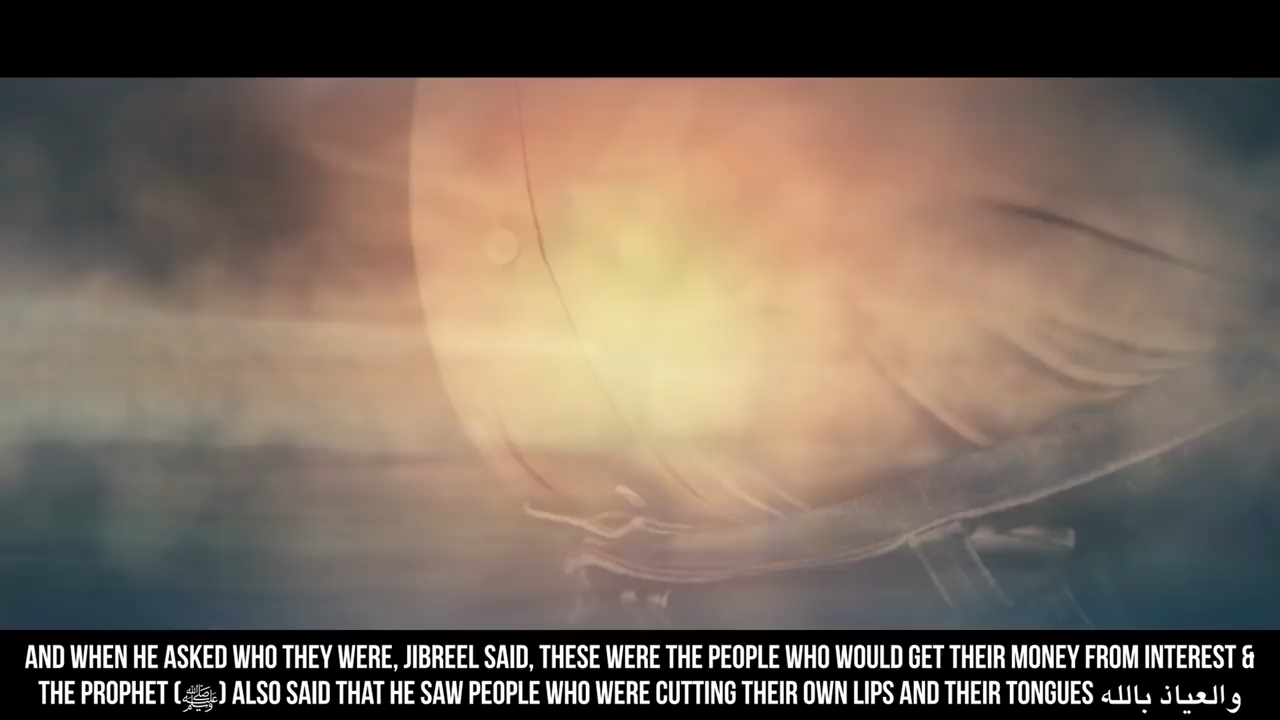 AND WHEN HE ASKED WHO THEY WERE, JIBREEL SAID, THESE WERE THE PEOPLE WHO WOULD GET THEIR MONEY FROM INTEREST &
THE PROPHET (ﷺ) ALSO SAID THAT HE SAW PEOPLE WHO WERE CUTTING THEIR OWN LIPS AND THEIR TONGUES والعياذ بالله